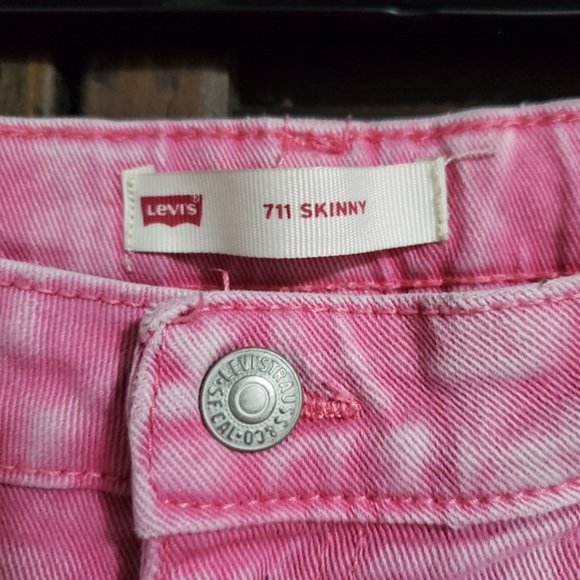 LEVI'S
711 SKINNY
LEVI STRAUSS & CO. S.F. CAL.